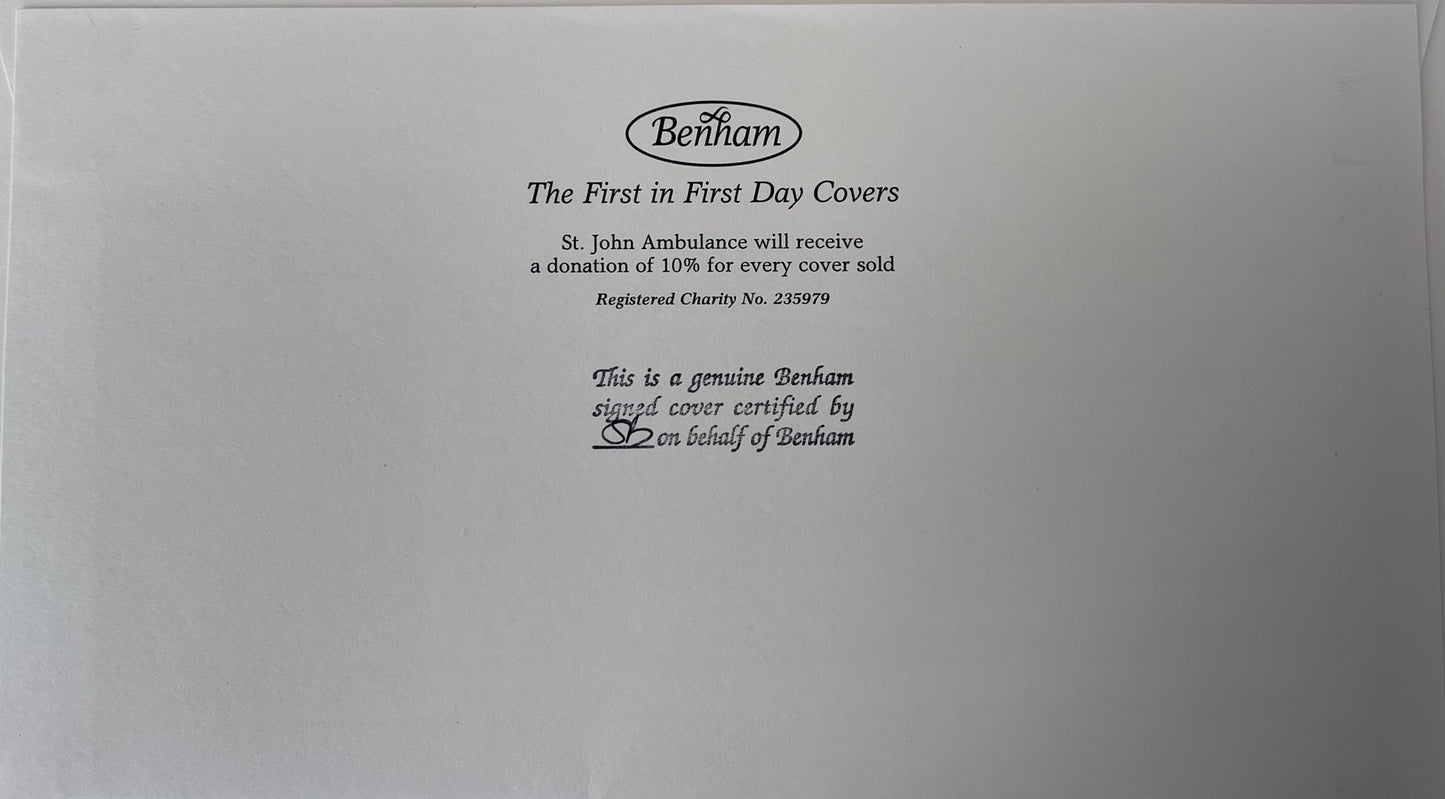 Benham
The First in First Day Covers
St. John Ambulance will receive
a donation of 10% for every cover sold
Registered Charity No. 235979
This is a genuine Benham
signed cover certified by
on behalf of Benham